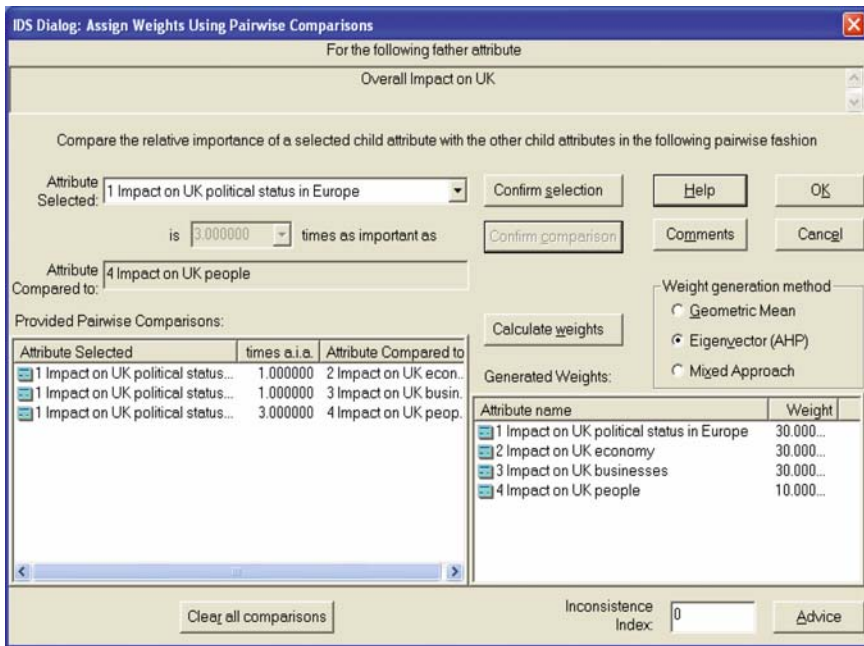 IDS Dialog: Assign Weights Using Pairwise Comparisons
For the following father attribute
Overall Impact on UK
Compare the relative importance of a selected child attribute with the other child attributes in the following pairwise fashion
Attribute Selected: 1 Impact on UK political status in Europe
Confirm selection
Help
OK
is 3.000000 times as important as
Confirm comparison
Comments
Cancel
Attribute Compared to: 4 Impact on UK people
Weight generation method
Geometric Mean
Eigenvector (AHP)
Mixed Approach
Calculate weights
Provided Pairwise Comparisons:
Attribute Selected times a.i.a. Attribute Compared to
1 Impact on UK political status... 1.000000 2 Impact on UK econ..
1 Impact on UK political status... 1.000000 3 Impact on UK busin.
1 Impact on UK political status... 3.000000 4 Impact on UK peop.
Generated Weights:
Attribute name Weight
1 Impact on UK political status in Europe 30.000...
2 Impact on UK economy 30.000...
3 Impact on UK businesses 30.000...
4 Impact on UK people 10.000...
Clear all comparisons
Inconsistence Index: 0
Advice